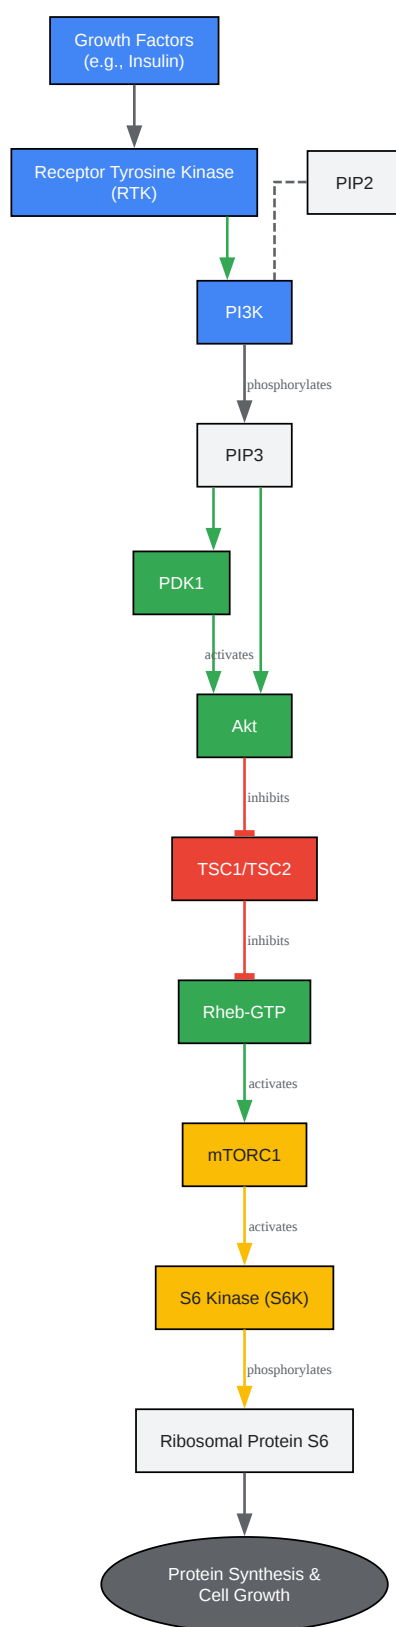 Growth Factors
(e.g., Insulin)
Receptor Tyrosine Kinase
(RTK)
PIP2
PI3K
phosphorylates
PIP3
PDK1
activates
Akt
inhibits
TSC1/TSC2
inhibits
Rheb-GTP
activates
mTORC1
activates
S6 Kinase (S6K)
phosphorylates
Ribosomal Protein S6
Protein Synthesis &
Cell Growth